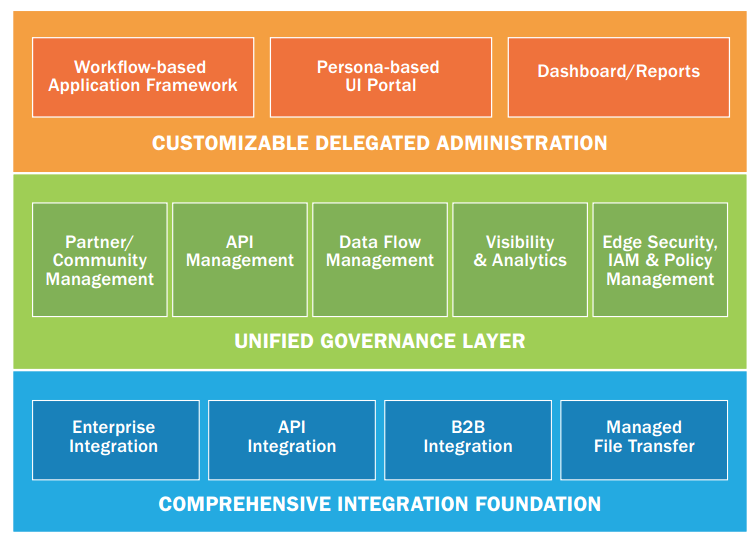 Workflow-based
Application Framework
Persona-based
UI Portal
Dashboard/Reports
CUSTOMIZABLE DELEGATED ADMINISTRATION
Partner/
Community
Management
API
Management
Data Flow
Management
Visibility
& Analytics
Edge Security,
IAM & Policy
Management
UNIFIED GOVERNANCE LAYER
Enterprise
Integration
API
Integration
B2B
Integration
Managed
File Transfer
COMPREHENSIVE INTEGRATION FOUNDATION